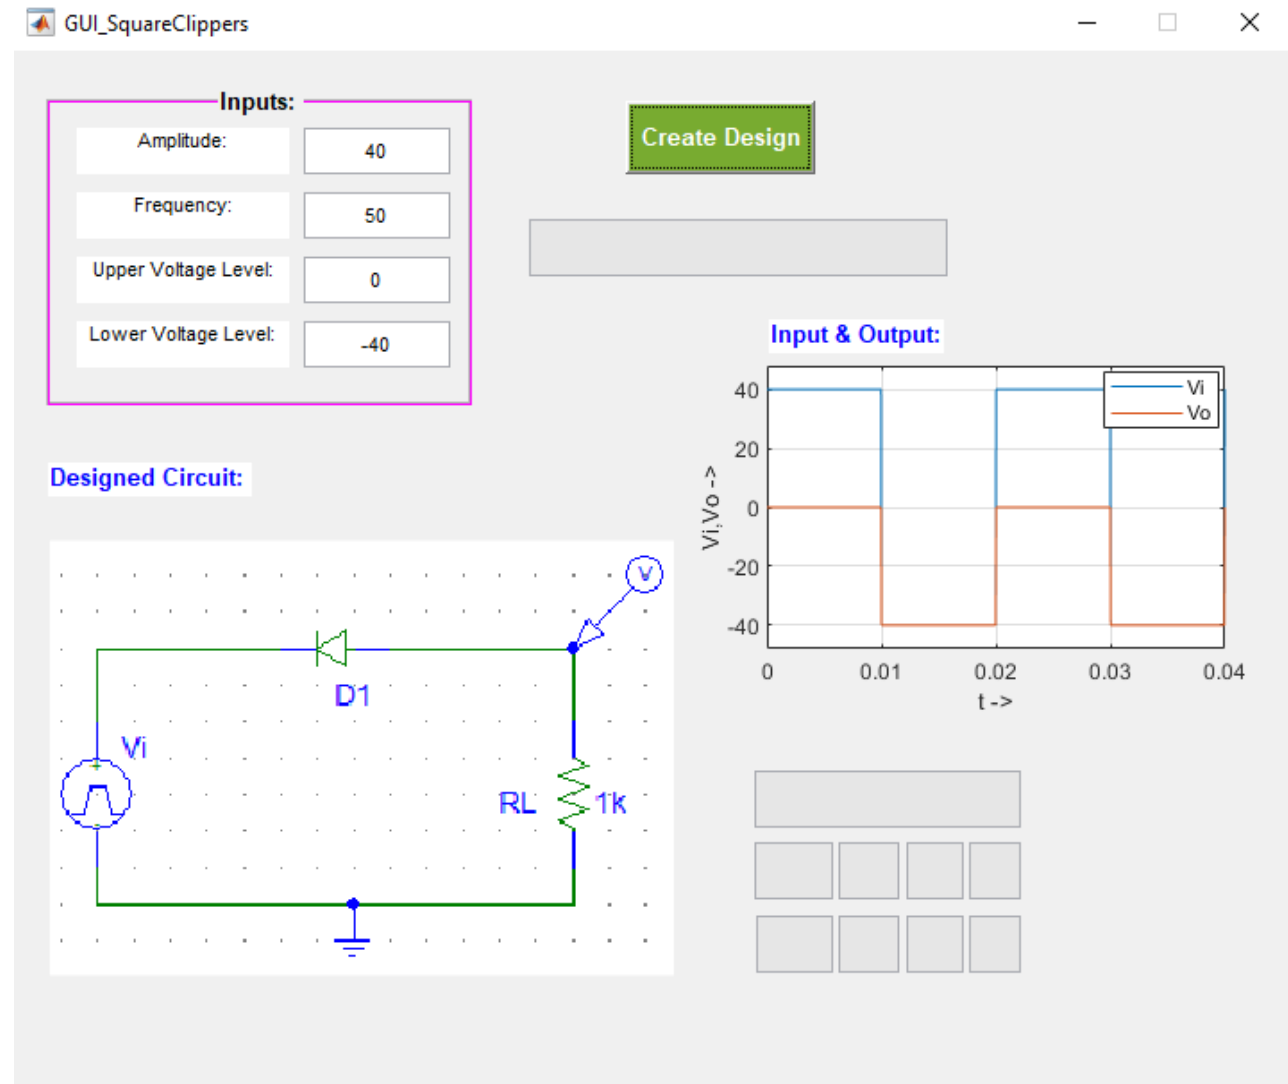 GUI_SquareClippers
Inputs:
Amplitude:
40
Frequency:
50
Upper Voltage Level:
0
Lower Voltage Level:
-40
Create Design
Input & Output:
Vi
Vo
40
20
0
-20
-40
Vi,Vo ->
0
0.01
0.02
0.03
0.04
t ->
Designed Circuit:
V
D1
Vi
RL
1k